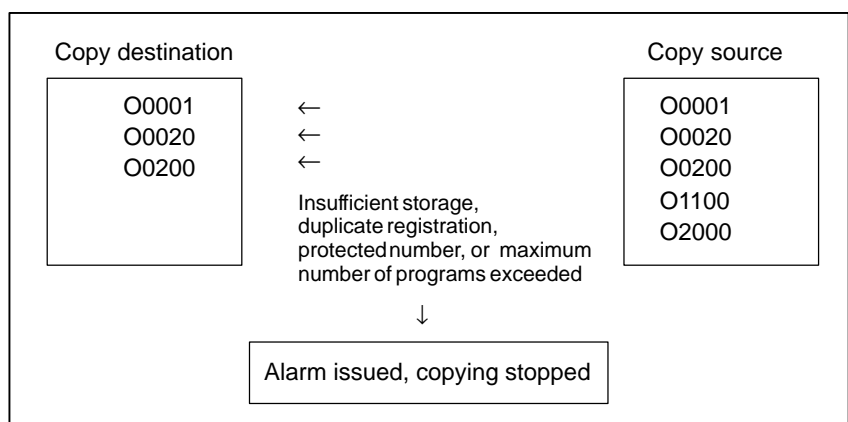 Copy destination
Copy source
O0001
O0020
O0200
←
←
←
O0001
O0020
O0200
O1100
O2000
Insufficient storage,
duplicate registration,
protected number, or maximum
number of programs exceeded
↓
Alarm issued, copying stopped